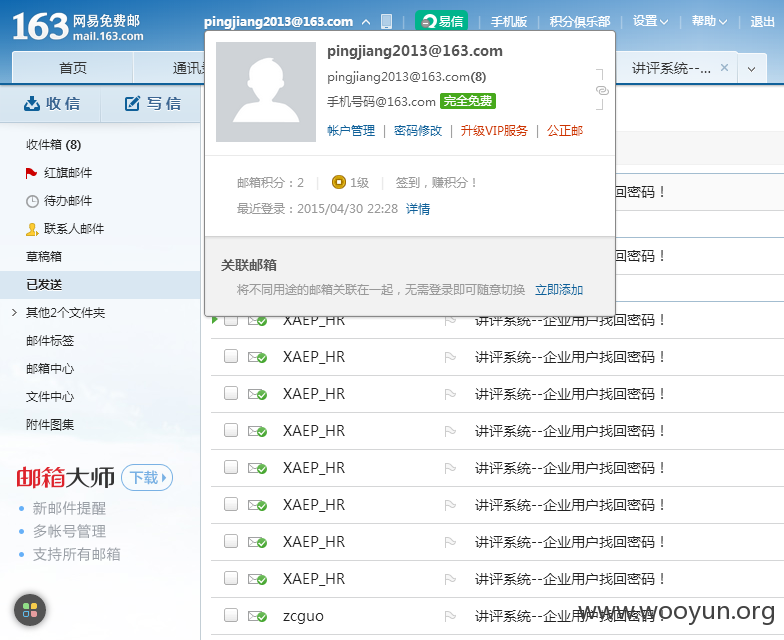 163 网易免费邮
mail.163.com
pingjiang2013@163.com
易信 | 手机版 | 积分俱乐部 | 设置 | 帮助 | 退出
首页
讲评系统--... ×
收 信
写 信
收件箱 (8)
红旗邮件
待办邮件
联系人邮件
草稿箱
已发送
其他2个文件夹
邮件标签
邮箱中心
文件中心
附件图集
邮箱大师 下载
新邮件提醒
多帐号管理
支持所有邮箱
pingjiang2013@163.com
pingjiang2013@163.com(8)
手机号码@163.com 完全免费
帐户管理 | 密码修改 | 升级VIP服务 | 公正邮
邮箱积分：2 | 1级 | 签到，赚积分！
最近登录：2015/04/30 22:28 详情
关联邮箱
将不同用途的邮箱关联在一起，无需登录即可随意切换 立即添加
回密码！
回密码！
XAEP_HR 讲评系统--企业用户找回密码！
XAEP_HR 讲评系统--企业用户找回密码！
XAEP_HR 讲评系统--企业用户找回密码！
XAEP_HR 讲评系统--企业用户找回密码！
XAEP_HR 讲评系统--企业用户找回密码！
XAEP_HR 讲评系统--企业用户找回密码！
XAEP_HR 讲评系统--企业用户找回密码！
XAEP_HR 讲评系统--企业用户找回密码！
zcguo 讲评系统--企业用户找回密码！
www.wooyun.org